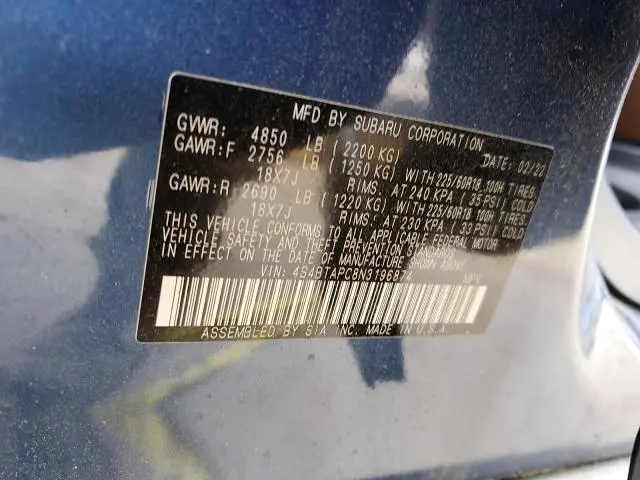 MFD BY SUBARU CORPORATION
GVWR: 4850 LB (2200 KG) DATE: 02/22
GAWR:F 2756 LB (1250 KG) WITH 225/60R18 100H TIRES
18X7J RIMS, AT 240 KPA (35 PSI) COLD
GAWR:R 2690 LB (1220 KG) WITH 225/60R18 100H TIRES
18X7J RIMS, AT 230 KPA (33 PSI) COLD
THIS VEHICLE CONFORMS TO ALL APPLICABLE FEDERAL MOTOR
VEHICLE SAFETY AND THEFT PREVENTION STANDARDS
IN EFFECT ON THE DATE OF MANUFACTURE SHOWN ABOVE.
VIN: 4S4BTAPC8N3196872 MPV
ASSEMBLED BY SIA INC. MADE IN U.S.A.